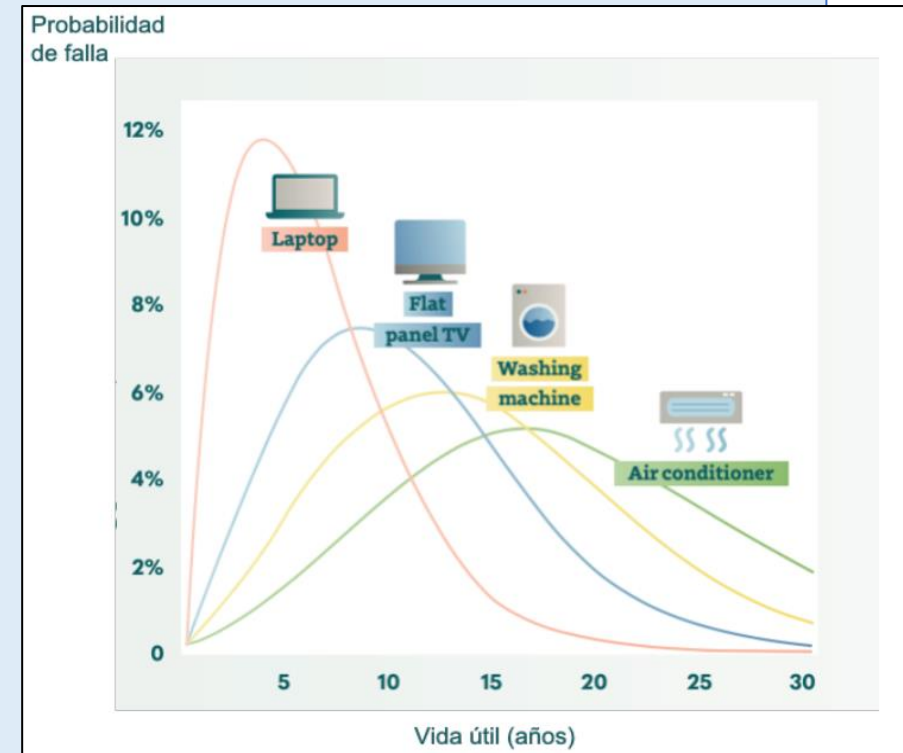 Probabilidad
de falla
12%
10%
8%
6%
4%
2%
0
Laptop
Flat
panel TV
Washing
machine
Air conditioner
5 10 15 20 25 30
Vida útil (años)